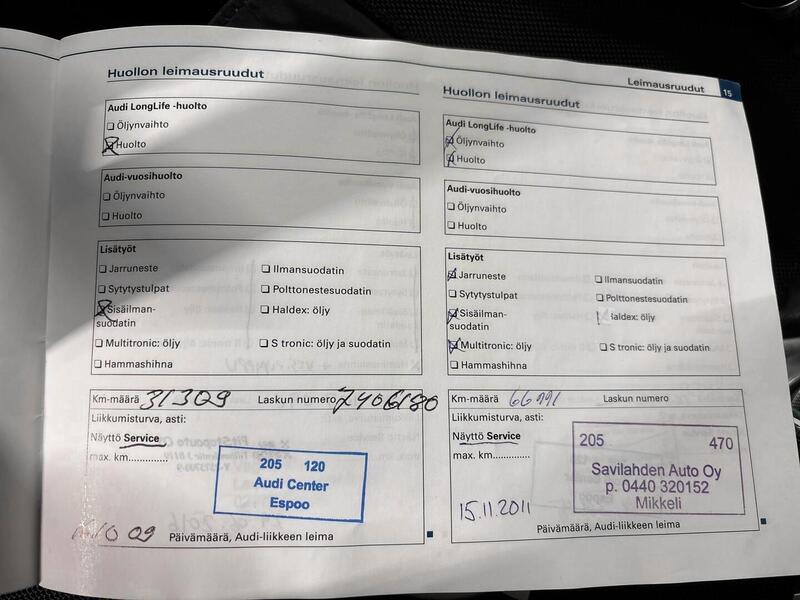 Leimausruudut 15
Huollon leimausruudut
Audi LongLife -huolto
Öljynvaihto
Huolto
Audi-vuosihuolto
Öljynvaihto
Huolto
Lisätyöt
Jarruneste
Sytytystulpat
Sisäilman-
suodatin
Multitronic: öljy
Hammashihna
Ilmansuodatin
Polttonestesuodatin
Haldex: öljy
S tronic: öljy ja suodatin
Km-määrä 31309 Laskun numero 7406180
Liikkumisturva, asti:
Näyttö Service
max. km..............
205 120
Audi Center
Espoo
Päivämäärä, Audi-liikkeen leima
Huollon leimausruudut
Audi LongLife -huolto
Öljynvaihto
Huolto
Audi-vuosihuolto
Öljynvaihto
Huolto
Lisätyöt
Jarruneste
Sytytystulpat
Sisäilman-
suodatin
Multitronic: öljy
Hammashihna
Ilmansuodatin
Polttonestesuodatin
Haldex: öljy
S tronic: öljy ja suodatin
Km-määrä Laskun numero
Liikkumisturva, asti:
Näyttö Service
max. km..............
205 470
Savilahden Auto Oy
p. 0440 320152
Mikkeli
15.11.2011
Päivämäärä, Audi-liikkeen leima